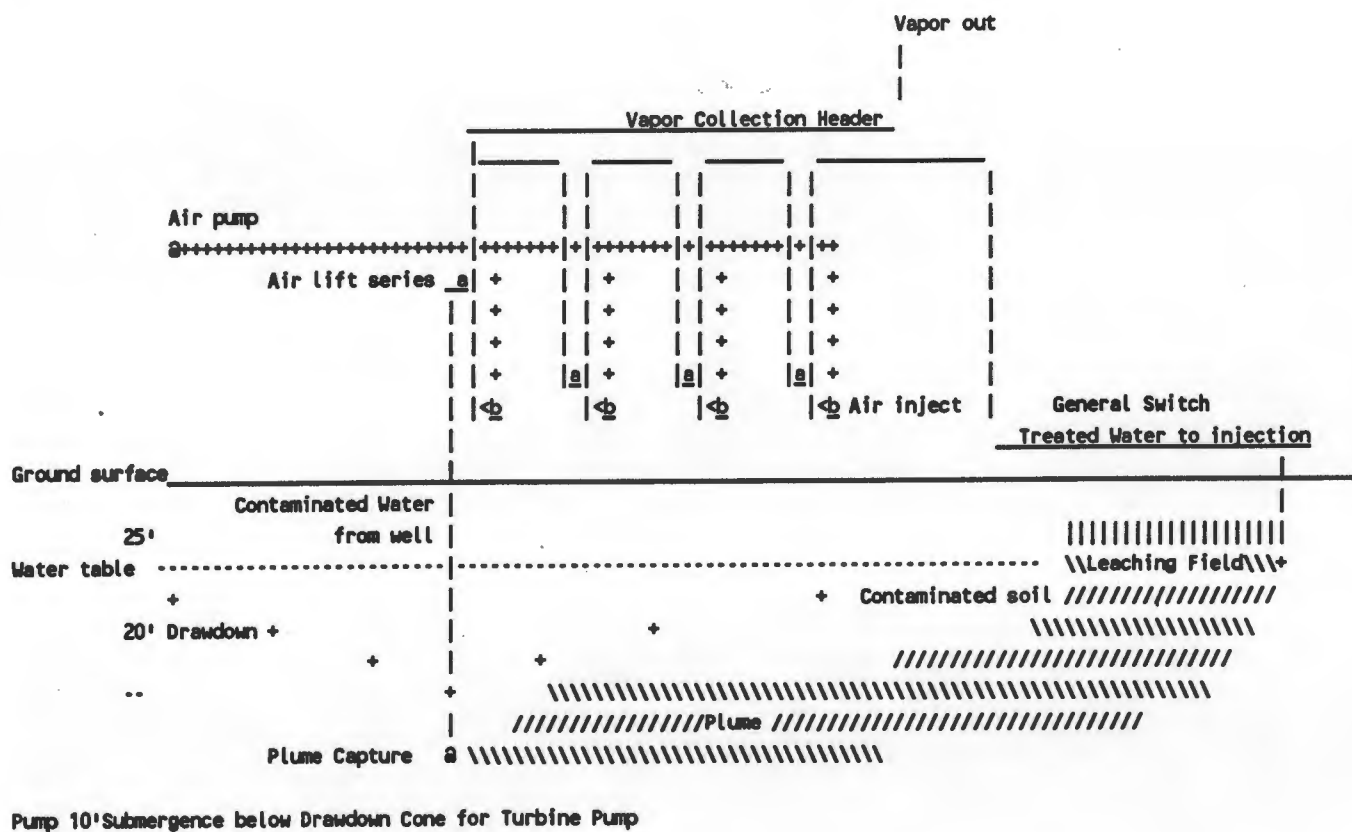 Vapor out
Vapor Collection Header
Air pump
a+++++++++++++++++++++++++ +++++++ + +++++++ + +++++++ + ++
Air lift series a + + + +
+ + + +
+ + + +
+ a + a + a +
<b <b <b <b Air inject General Switch
Treated Water to injection
Ground surface
Contaminated Water
25' from well
Water table \\Leaching Field\\\+
+ + Contaminated soil
20' Drawdown + +
+ +
-- +
Plume
Plume Capture a
Pump 10'Submergence below Drawdown Cone for Turbine Pump